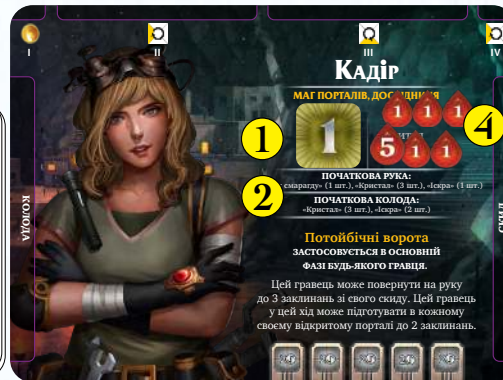 I II III IV
КАДІР
МАГ ПОРТАЛІВ,
1
1 1 1
5 1 1
1
4
2
ПОЧАТКОВА РУКА:
смарагду» (1 шт.), «Кристал» (3 шт.), «Іскра» (1 шт.)
ПОЧАТКОВА КОЛОДА:
«Кристал» (3 шт.), «Іскра» (2 шт.)
КОЛОДА
СКИД
Потойбічні ворота
ЗАСТОСОВУЄТЬСЯ В ОСНОВНІЙ
ФАЗІ БУДЬ-ЯКОГО ГРАВЦЯ.
Цей гравець може повернути на руку
до 3 заклинань зі свого скиду. Цей гравець
у цей хід може підготувати в кожному
своєму відкритому порталі до 2 заклинань.